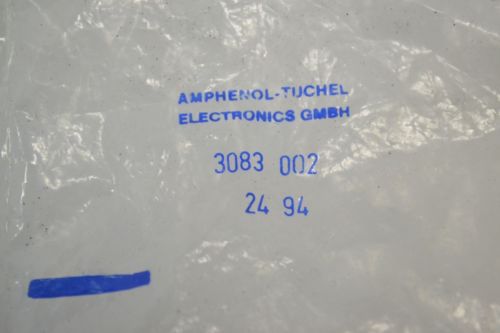 AMPHENOL-TUCHEL
ELECTRONICS GMBH
3083 002
24 94